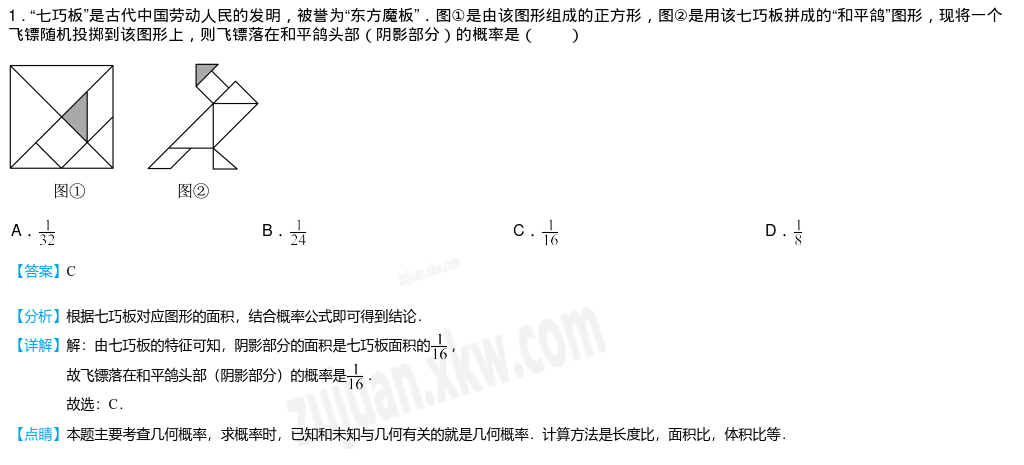 1．“七巧板”是古代中国劳动人民的发明，被誉为“东方魔板”．图①是由该图形组成的正方形，图②是用该七巧板拼成的“和平鸽”图形，现将一个
飞镖随机投掷到该图形上，则飞镖落在和平鸽头部（阴影部分）的概率是（　　）
图①　图②
A．1/32　B．1/24　C．1/16　D．1/8
【答案】C
zujuan.xkw.com
【分析】根据七巧板对应图形的面积，结合概率公式即可得到结论．
【详解】解：由七巧板的特征可知，阴影部分的面积是七巧板面积的1/16，
故飞镖落在和平鸽头部（阴影部分）的概率是1/16．
故选：C．
zujuan.xkw.com
【点睛】本题主要考查几何概率，求概率时，已知和未知与几何有关的就是几何概率．计算方法是长度比，面积比，体积比等．